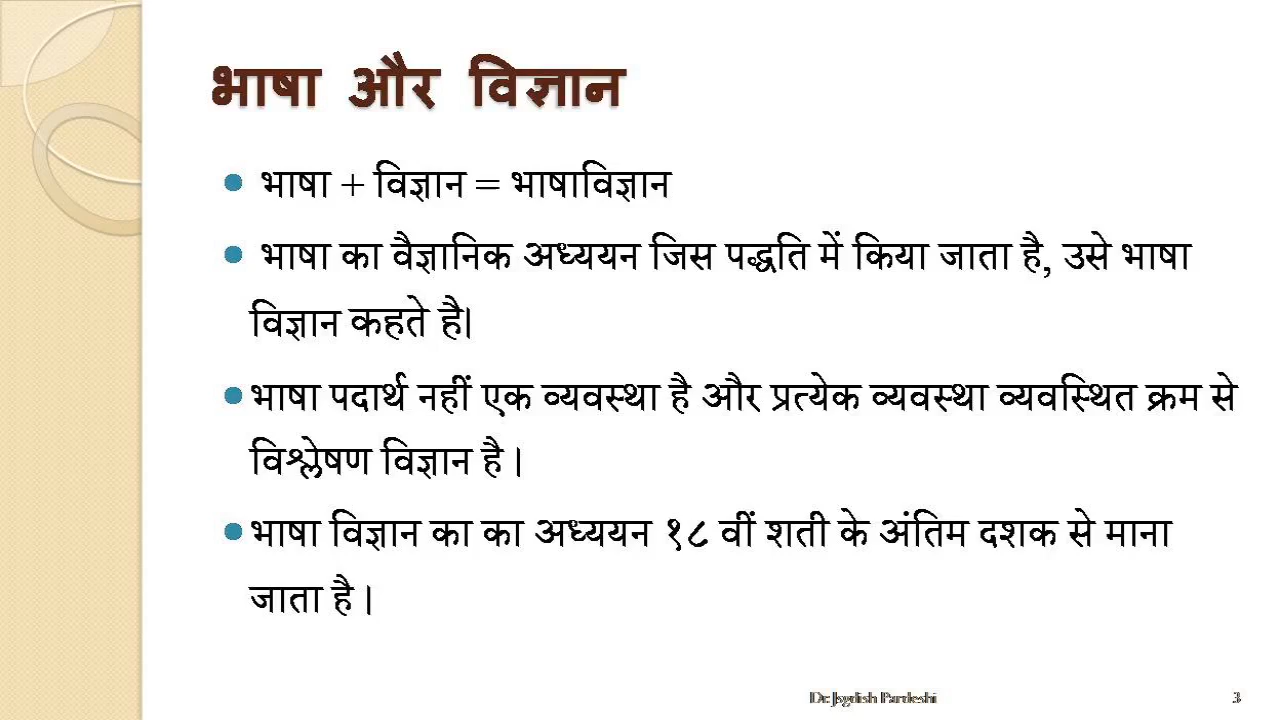 भाषा और विज्ञान
भाषा + विज्ञान = भाषाविज्ञान
भाषा का वैज्ञानिक अध्ययन जिस पद्धति में किया जाता है, उसे भाषा
विज्ञान कहते है।
भाषा पदार्थ नहीं एक व्यवस्था है और प्रत्येक व्यवस्था व्यवस्थित क्रम से
विश्लेषण विज्ञान है।
भाषा विज्ञान का का अध्ययन १८ वीं शती के अंतिम दशक से माना
जाता है।
Dr. Jagdish Pardeshi
3